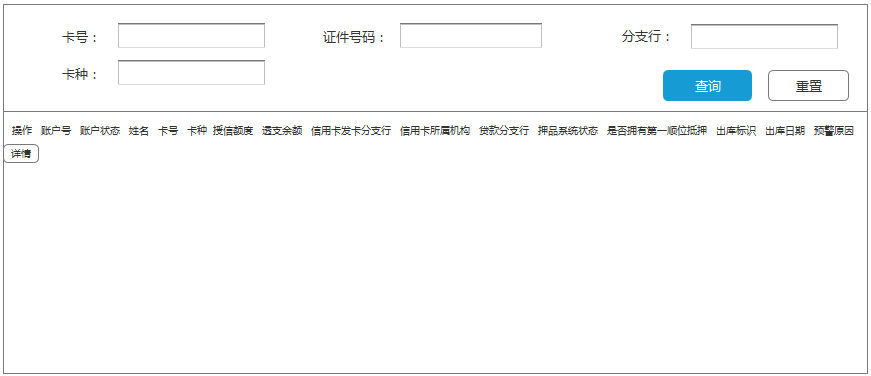 卡号： 证件号码： 分支行：
卡种：
查询 重置
操作 账户号 账户状态 姓名 卡号 卡种 授信额度 透支余额 信用卡发卡分支行 信用卡所属机构 贷款分支行 押品系统状态 是否拥有第一顺位抵押 出库标识 出库日期 预警原因
详情